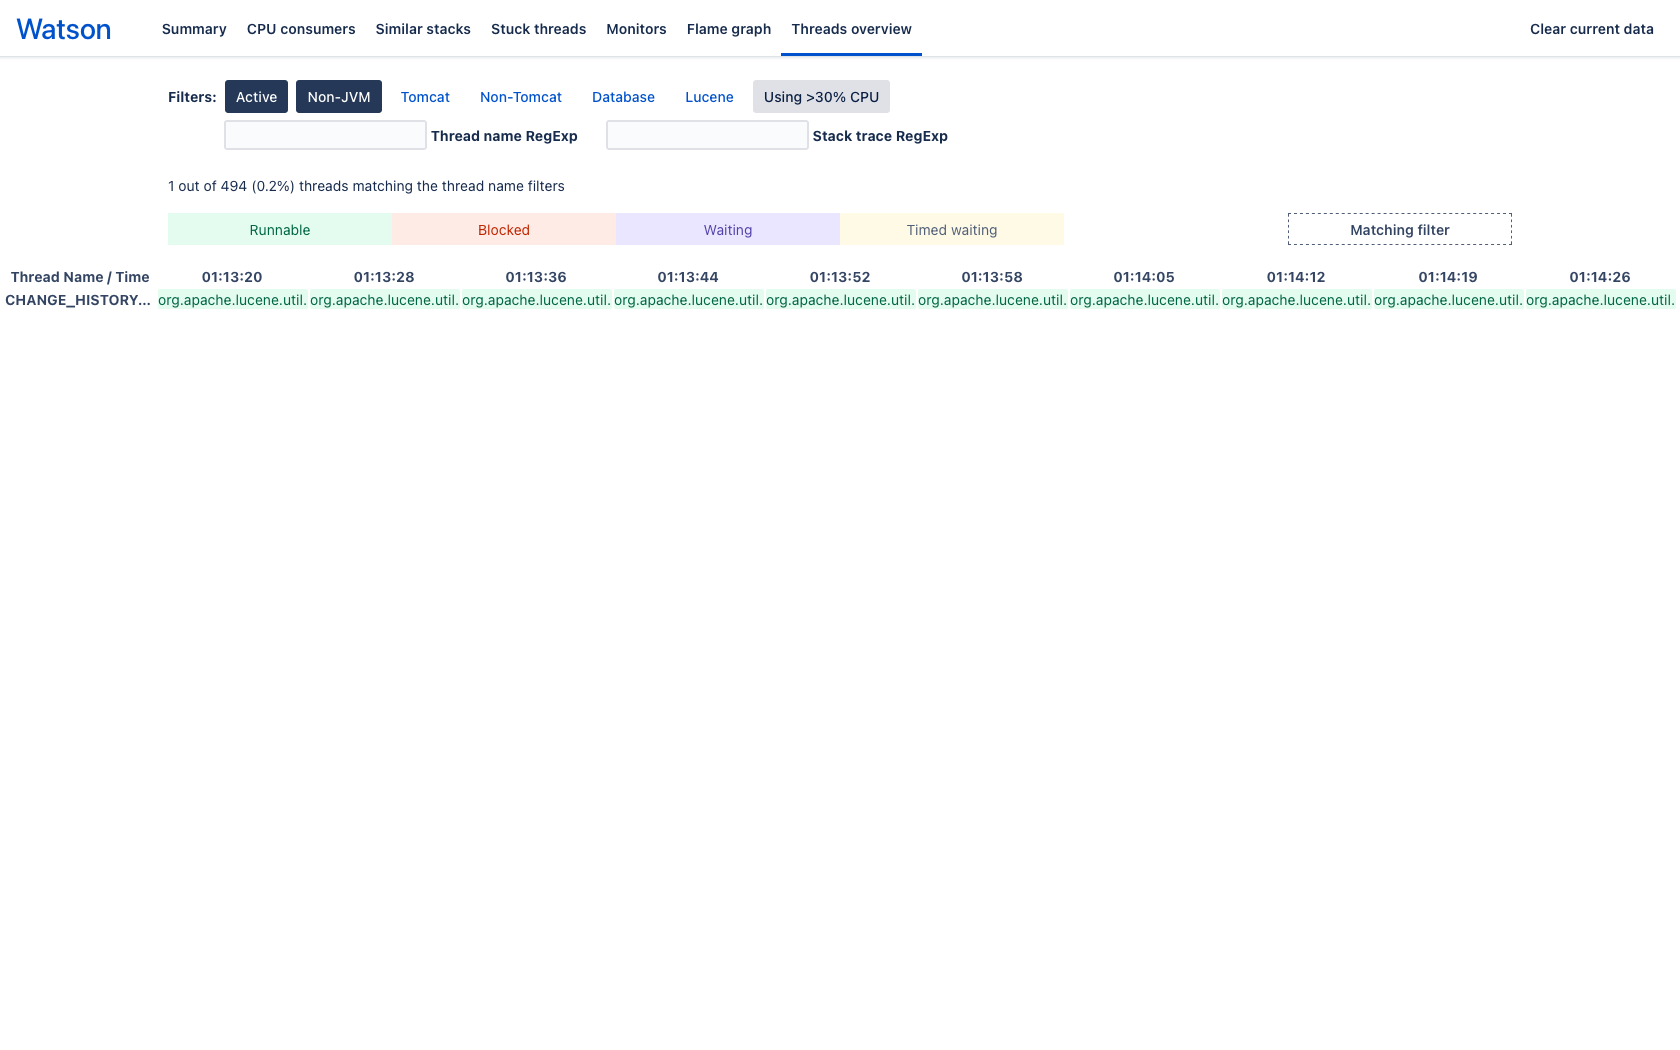 Watson Summary CPU consumers Similar stacks Stuck threads Monitors Flame graph Threads overview Clear current data
Filters: Active Non-JVM Tomcat Non-Tomcat Database Lucene Using >30% CPU
Thread name RegExp Stack trace RegExp
1 out of 494 (0.2%) threads matching the thread name filters
Runnable Blocked Waiting Timed waiting Matching filter
Thread Name / Time 01:13:20 01:13:28 01:13:36 01:13:44 01:13:52 01:13:58 01:14:05 01:14:12 01:14:19 01:14:26
CHANGE_HISTORY... org.apache.lucene.util. org.apache.lucene.util. org.apache.lucene.util. org.apache.lucene.util. org.apache.lucene.util. org.apache.lucene.util. org.apache.lucene.util. org.apache.lucene.util. org.apache.lucene.util. org.apache.lucene.util.